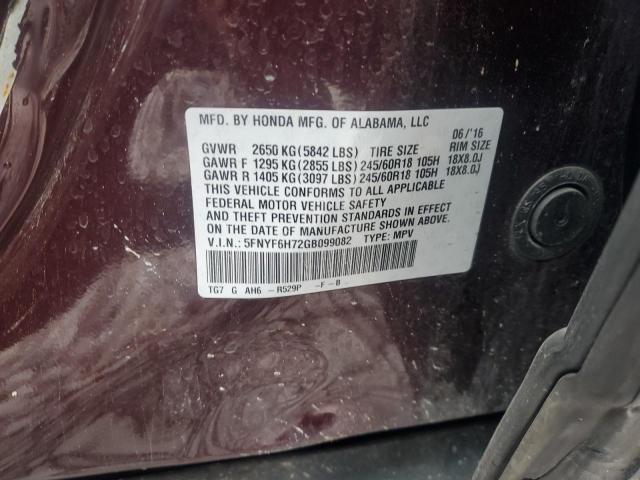 MFD. BY HONDA MFG. OF ALABAMA, LLC
06/'16
GVWR 2650 KG (5842 LBS) TIRE SIZE RIM SIZE
GAWR F 1295 KG (2855 LBS) 245/60R18 105H 18X8.0J
GAWR R 1405 KG (3097 LBS) 245/60R18 105H 18X8.0J
THIS VEHICLE CONFORMS TO ALL APPLICABLE
FEDERAL MOTOR VEHICLE SAFETY
AND THEFT PREVENTION STANDARDS IN EFFECT
ON THE DATE OF MANUFACTURE SHOWN ABOVE.
V.I.N.: 5FNYF6H72GB099082 TYPE: MPV
TG7 G AH6 -R529P -F-B